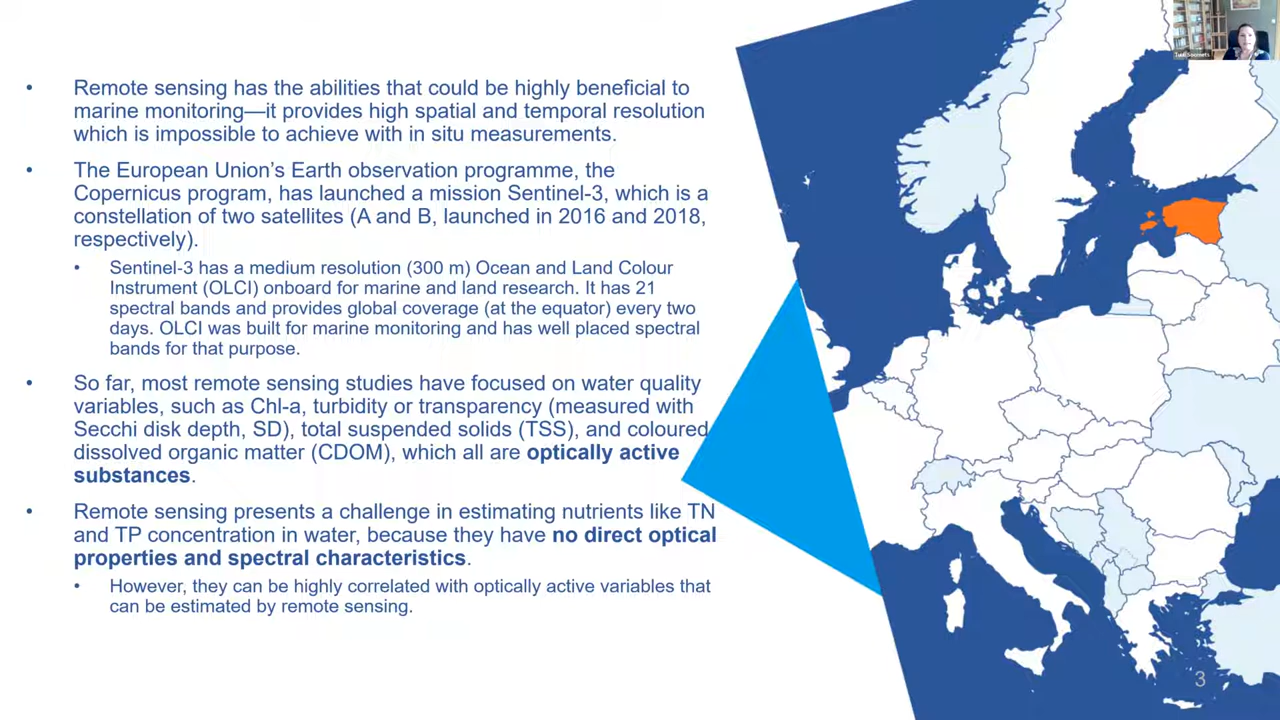 • Remote sensing has the abilities that could be highly beneficial to
marine monitoring—it provides high spatial and temporal resolution
which is impossible to achieve with in situ measurements.
• The European Union's Earth observation programme, the
Copernicus program, has launched a mission Sentinel-3, which is a
constellation of two satellites (A and B, launched in 2016 and 2018,
respectively).
• Sentinel-3 has a medium resolution (300 m) Ocean and Land Colour
Instrument (OLCI) onboard for marine and land research. It has 21
spectral bands and provides global coverage (at the equator) every two
days. OLCI was built for marine monitoring and has well placed spectral
bands for that purpose.
• So far, most remote sensing studies have focused on water quality
variables, such as Chl-a, turbidity or transparency (measured with
Secchi disk depth, SD), total suspended solids (TSS), and coloured
dissolved organic matter (CDOM), which all are optically active
substances.
• Remote sensing presents a challenge in estimating nutrients like TN
and TP concentration in water, because they have no direct optical
properties and spectral characteristics.
• However, they can be highly correlated with optically active variables that
can be estimated by remote sensing.
3